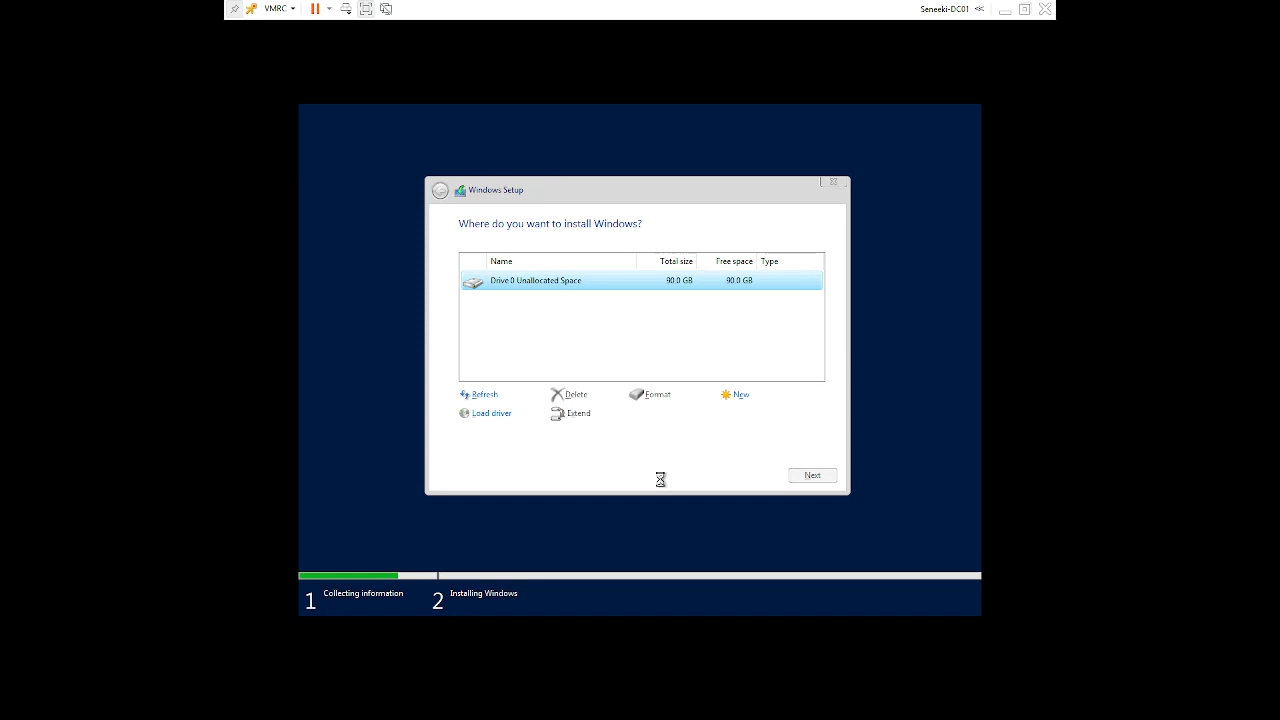 VMRC
Seneeki-DC01
Windows Setup
Where do you want to install Windows?
Name Total size Free space Type
Drive 0 Unallocated Space 90.0 GB 90.0 GB
Refresh Delete Format New
Load driver Extend
Next
1 Collecting information 2 Installing Windows